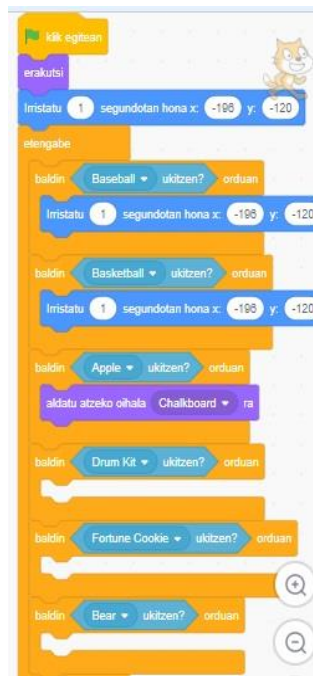 klik egitean
erakutsi
Irristatu 1 segundotan hona x: -196 y: -120
etengabe
baldin Baseball ukitzen? orduan
Irristatu 1 segundotan hona x: -196 y: -120
baldin Basketball ukitzen? orduan
Irristatu 1 segundotan hona x: -196 y: -120
baldin Apple ukitzen? orduan
aldatu atzeko oihala Chalkboard ra
baldin Drum Kit ukitzen? orduan
baldin Fortune Cookie ukitzen? orduan
baldin Bear ukitzen? orduan